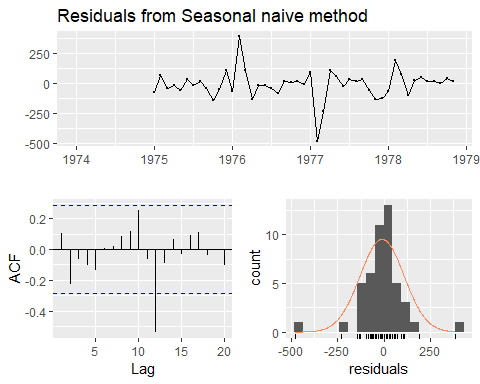 Residuals from Seasonal naive method
250
0
-250
-500
1974 1975 1976 1977 1978 1979
ACF
0.2
0.0
-0.2
-0.4
5 10 15 20
Lag
count
10
5
0
-500 -250 0 250
residuals